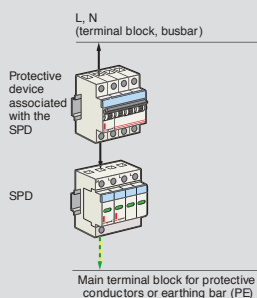 L, N
(terminal block, busbar)
Protective
device
associated
with the
SPD
SPD
Main terminal block for protective
conductors or earthing bar (PE)